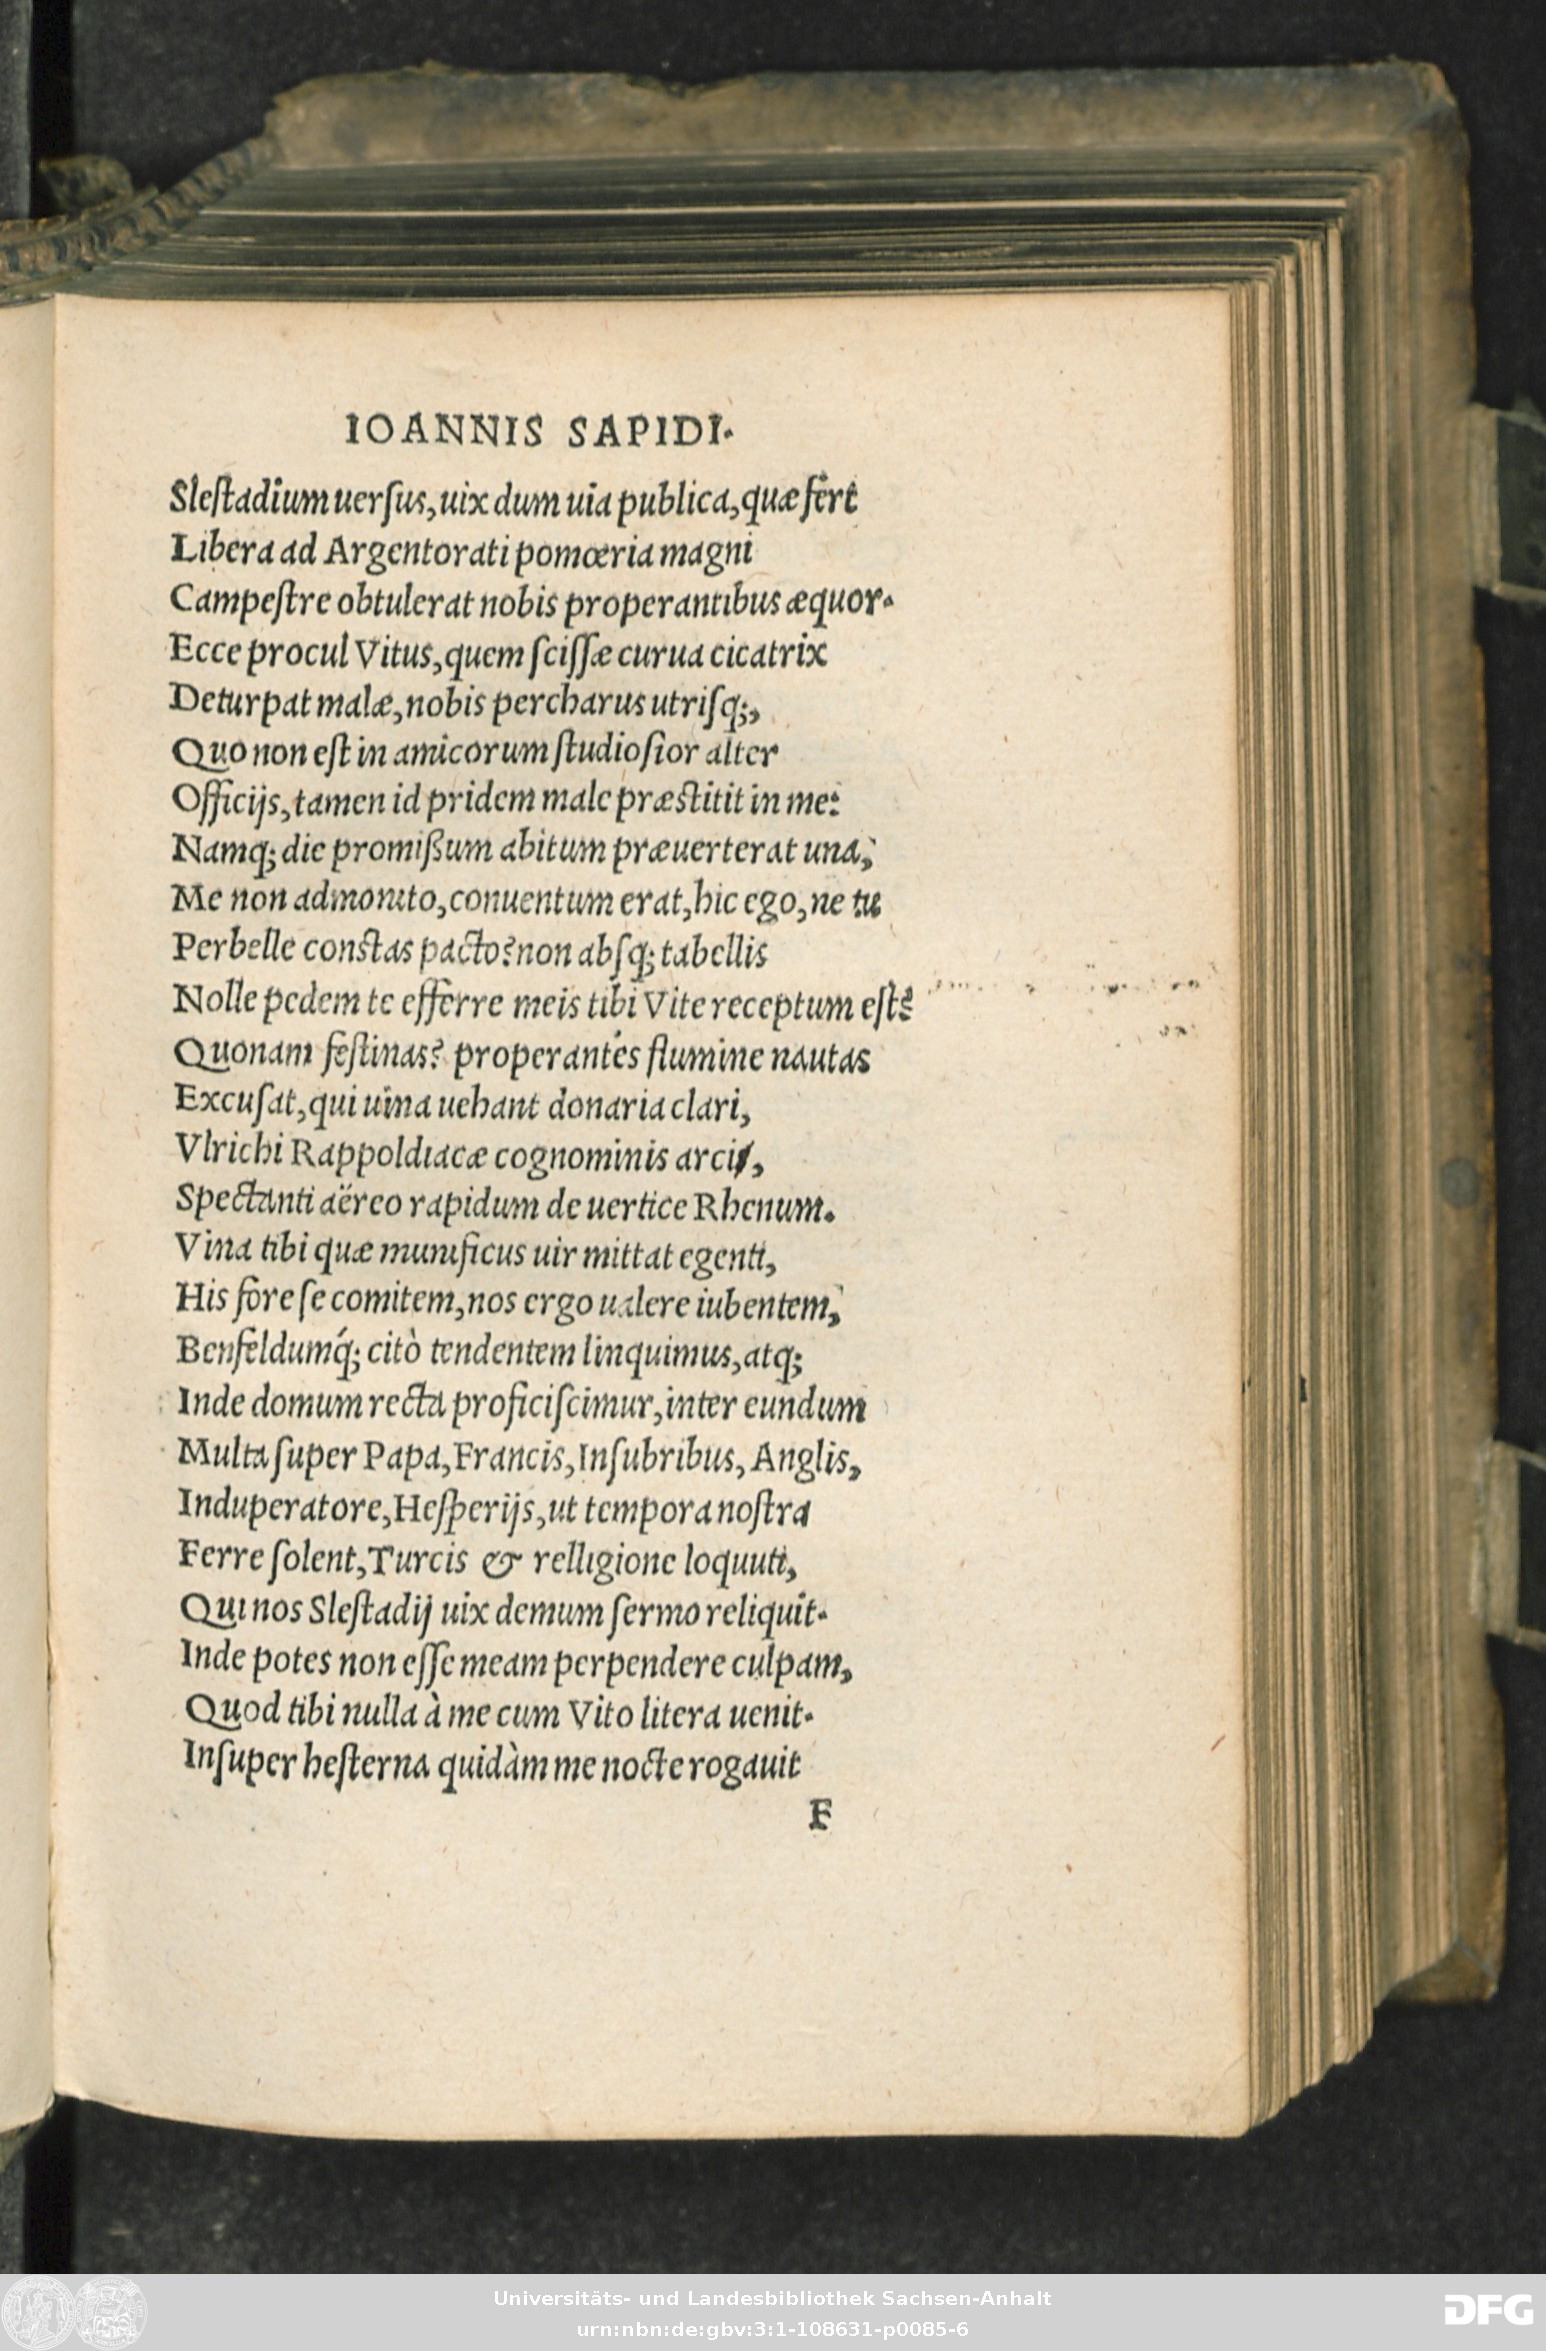 IOANNIS SAPIDI.
Sleſtadium uerſus, uix dum uia publica, quæ fert
Libera ad Argentorati pomœria magni
Campeſtre obtulerat nobis properantibus æquor.
Ecce procul Vitus, quem sciſſæ curua cicatrix
Deturpat malæ, nobis percharus utriſq;,
Quo non eſt in amicorum ſtudioſior alter
Officijs, tamen id pridem male præſtitit in me:
Namq; die promiſſum abitum præuerterat una,
Me non admonito, conuentum erat, hic ego, ne tu
Perbelle conſtas pacto? non abſq; tabellis
Nolle pedem te efferre meis tibi Vite receptum eſt?
Quonam feſtinas? properantes flumine nautas
Excuſat, qui uina uehant donaria clari,
Vlrichi Rappoldiacæ cognominis arcis,
Spectanti aëreo rapidum de uertice Rhenum.
Vina tibi quæ munificus uir mittat egenti,
His fore ſe comitem, nos ergo ualere iubentem,
Benfeldumq́; citò tendentem linquimus, atq;
Inde domum recta proficiſcimur, inter eundum
Multa ſuper Papa, Francis, Inſubribus, Anglis,
Induperatore, Heſperijs, ut tempora noſtra
Ferre ſolent, Turcis & relligione loquuti,
Qui nos Sleſtadij uix demum ſermo reliquit.
Inde potes non eſſe meam perpendere culpam,
Quod tibi nulla à me cum Vito litera uenit.
Inſuper heſterna quidàm me nocte rogauit
F
Universitäts- und Landesbibliothek Sachsen-Anhalt
urn:nbn:de:gbv:3:1-108631-p0085-6
DFG